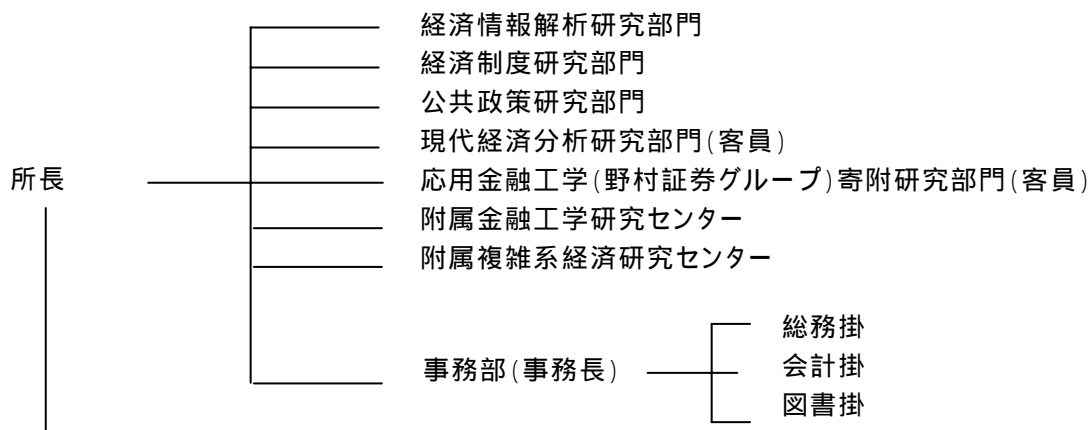 経済情報解析研究部門
経済制度研究部門
公共政策研究部門
現代経済分析研究部門(客員)
所長
応用金融工学(野村証券グループ)寄附研究部門(客員)
附属金融工学研究センター
附属複雑系経済研究センター
総務掛
事務部(事務長)
会計掛
図書掛